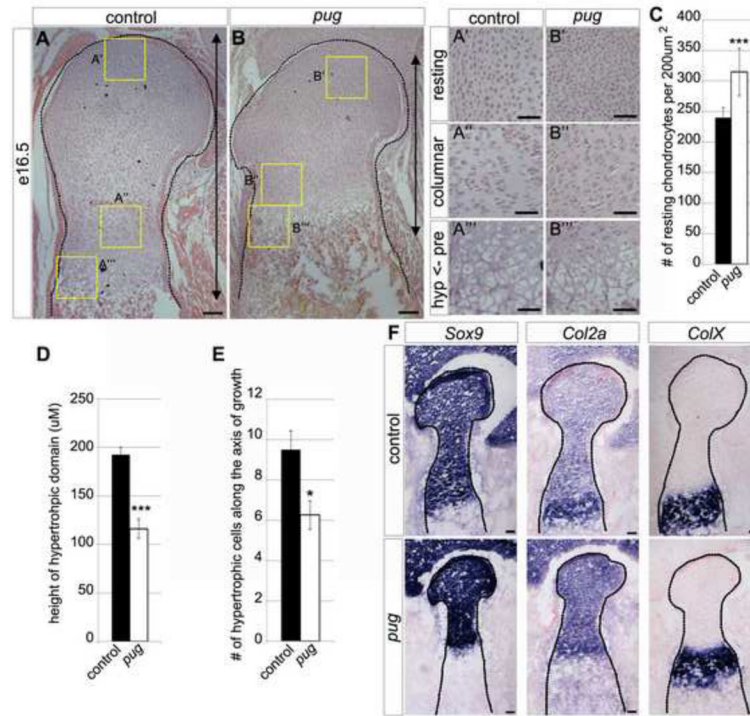 control
pug
control
pug
C
A
B
A'
B'
A'
B'
A''
B''
A'''
B'''
e16.5
resting
columnar
hyp <- pre
A''
B''
A'''
B'''
# of resting chondrocytes per 200um²
400
350
300
250
200
150
100
50
0
***
control
pug
D
height of hypertrohpic domain (uM)
250
200
150
100
50
0
***
control
pug
E
# of hypertrophic cells along the axis of growth
12
10
8
6
4
2
0
*
control
pug
F
Sox9
Col2a
ColX
control
pug